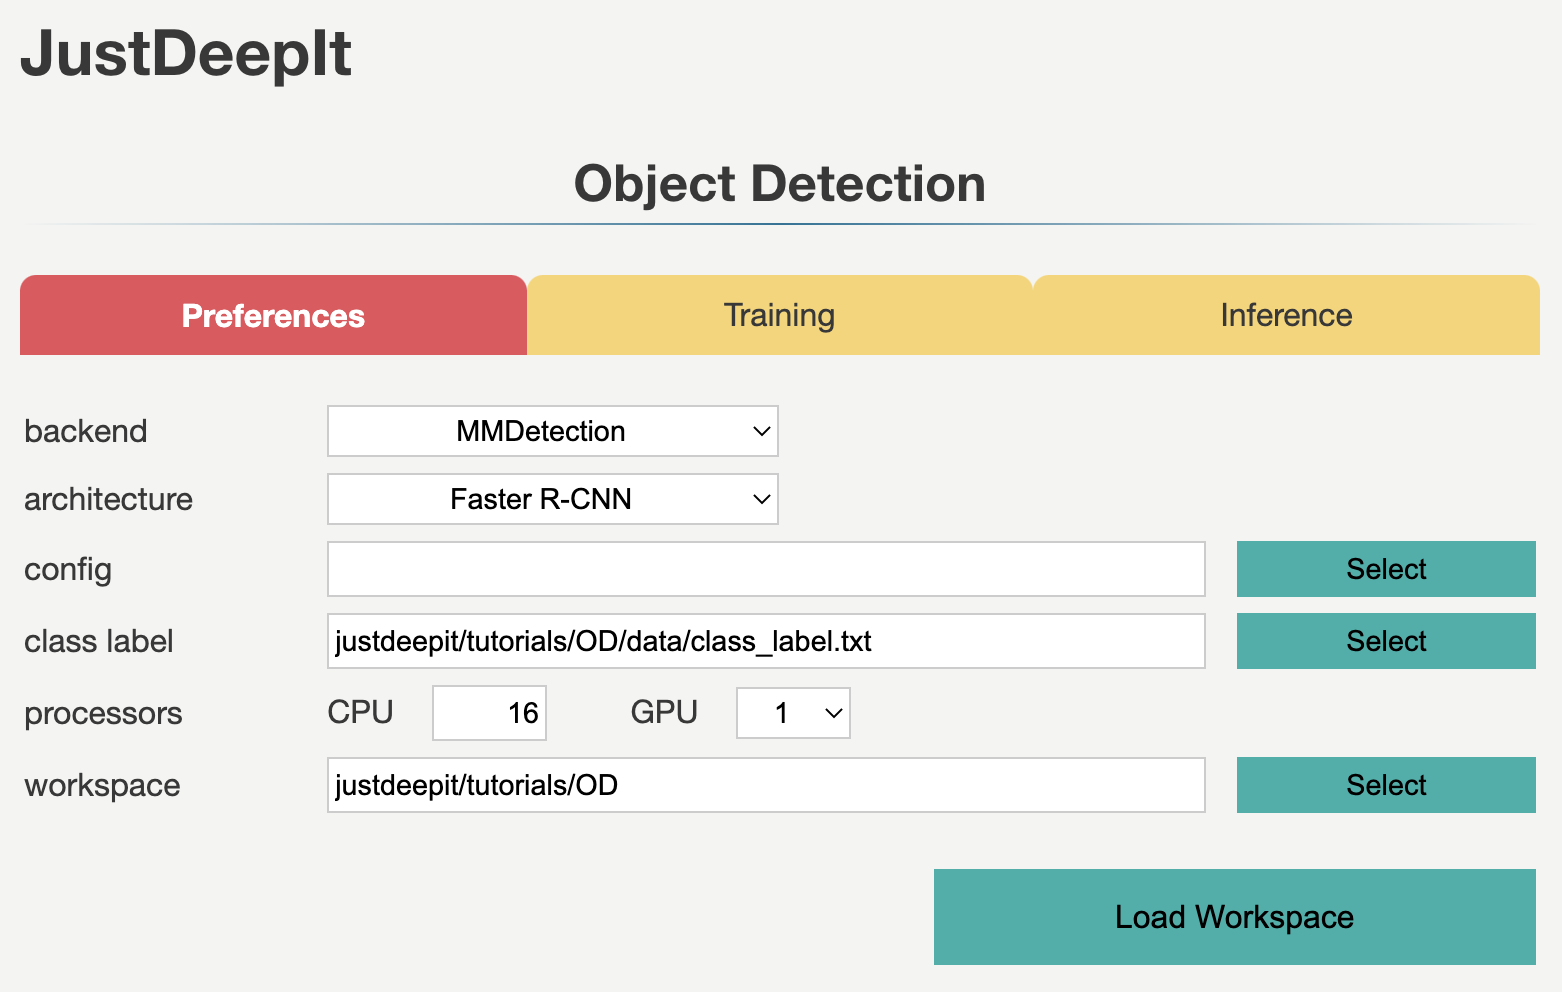 JustDeepIt
Object Detection
Preferences Training Inference
backend MMDetection
architecture Faster R-CNN
config Select
class label justdeepit/tutorials/OD/data/class_label.txt Select
processors CPU 16 GPU 1
workspace justdeepit/tutorials/OD Select
Load Workspace